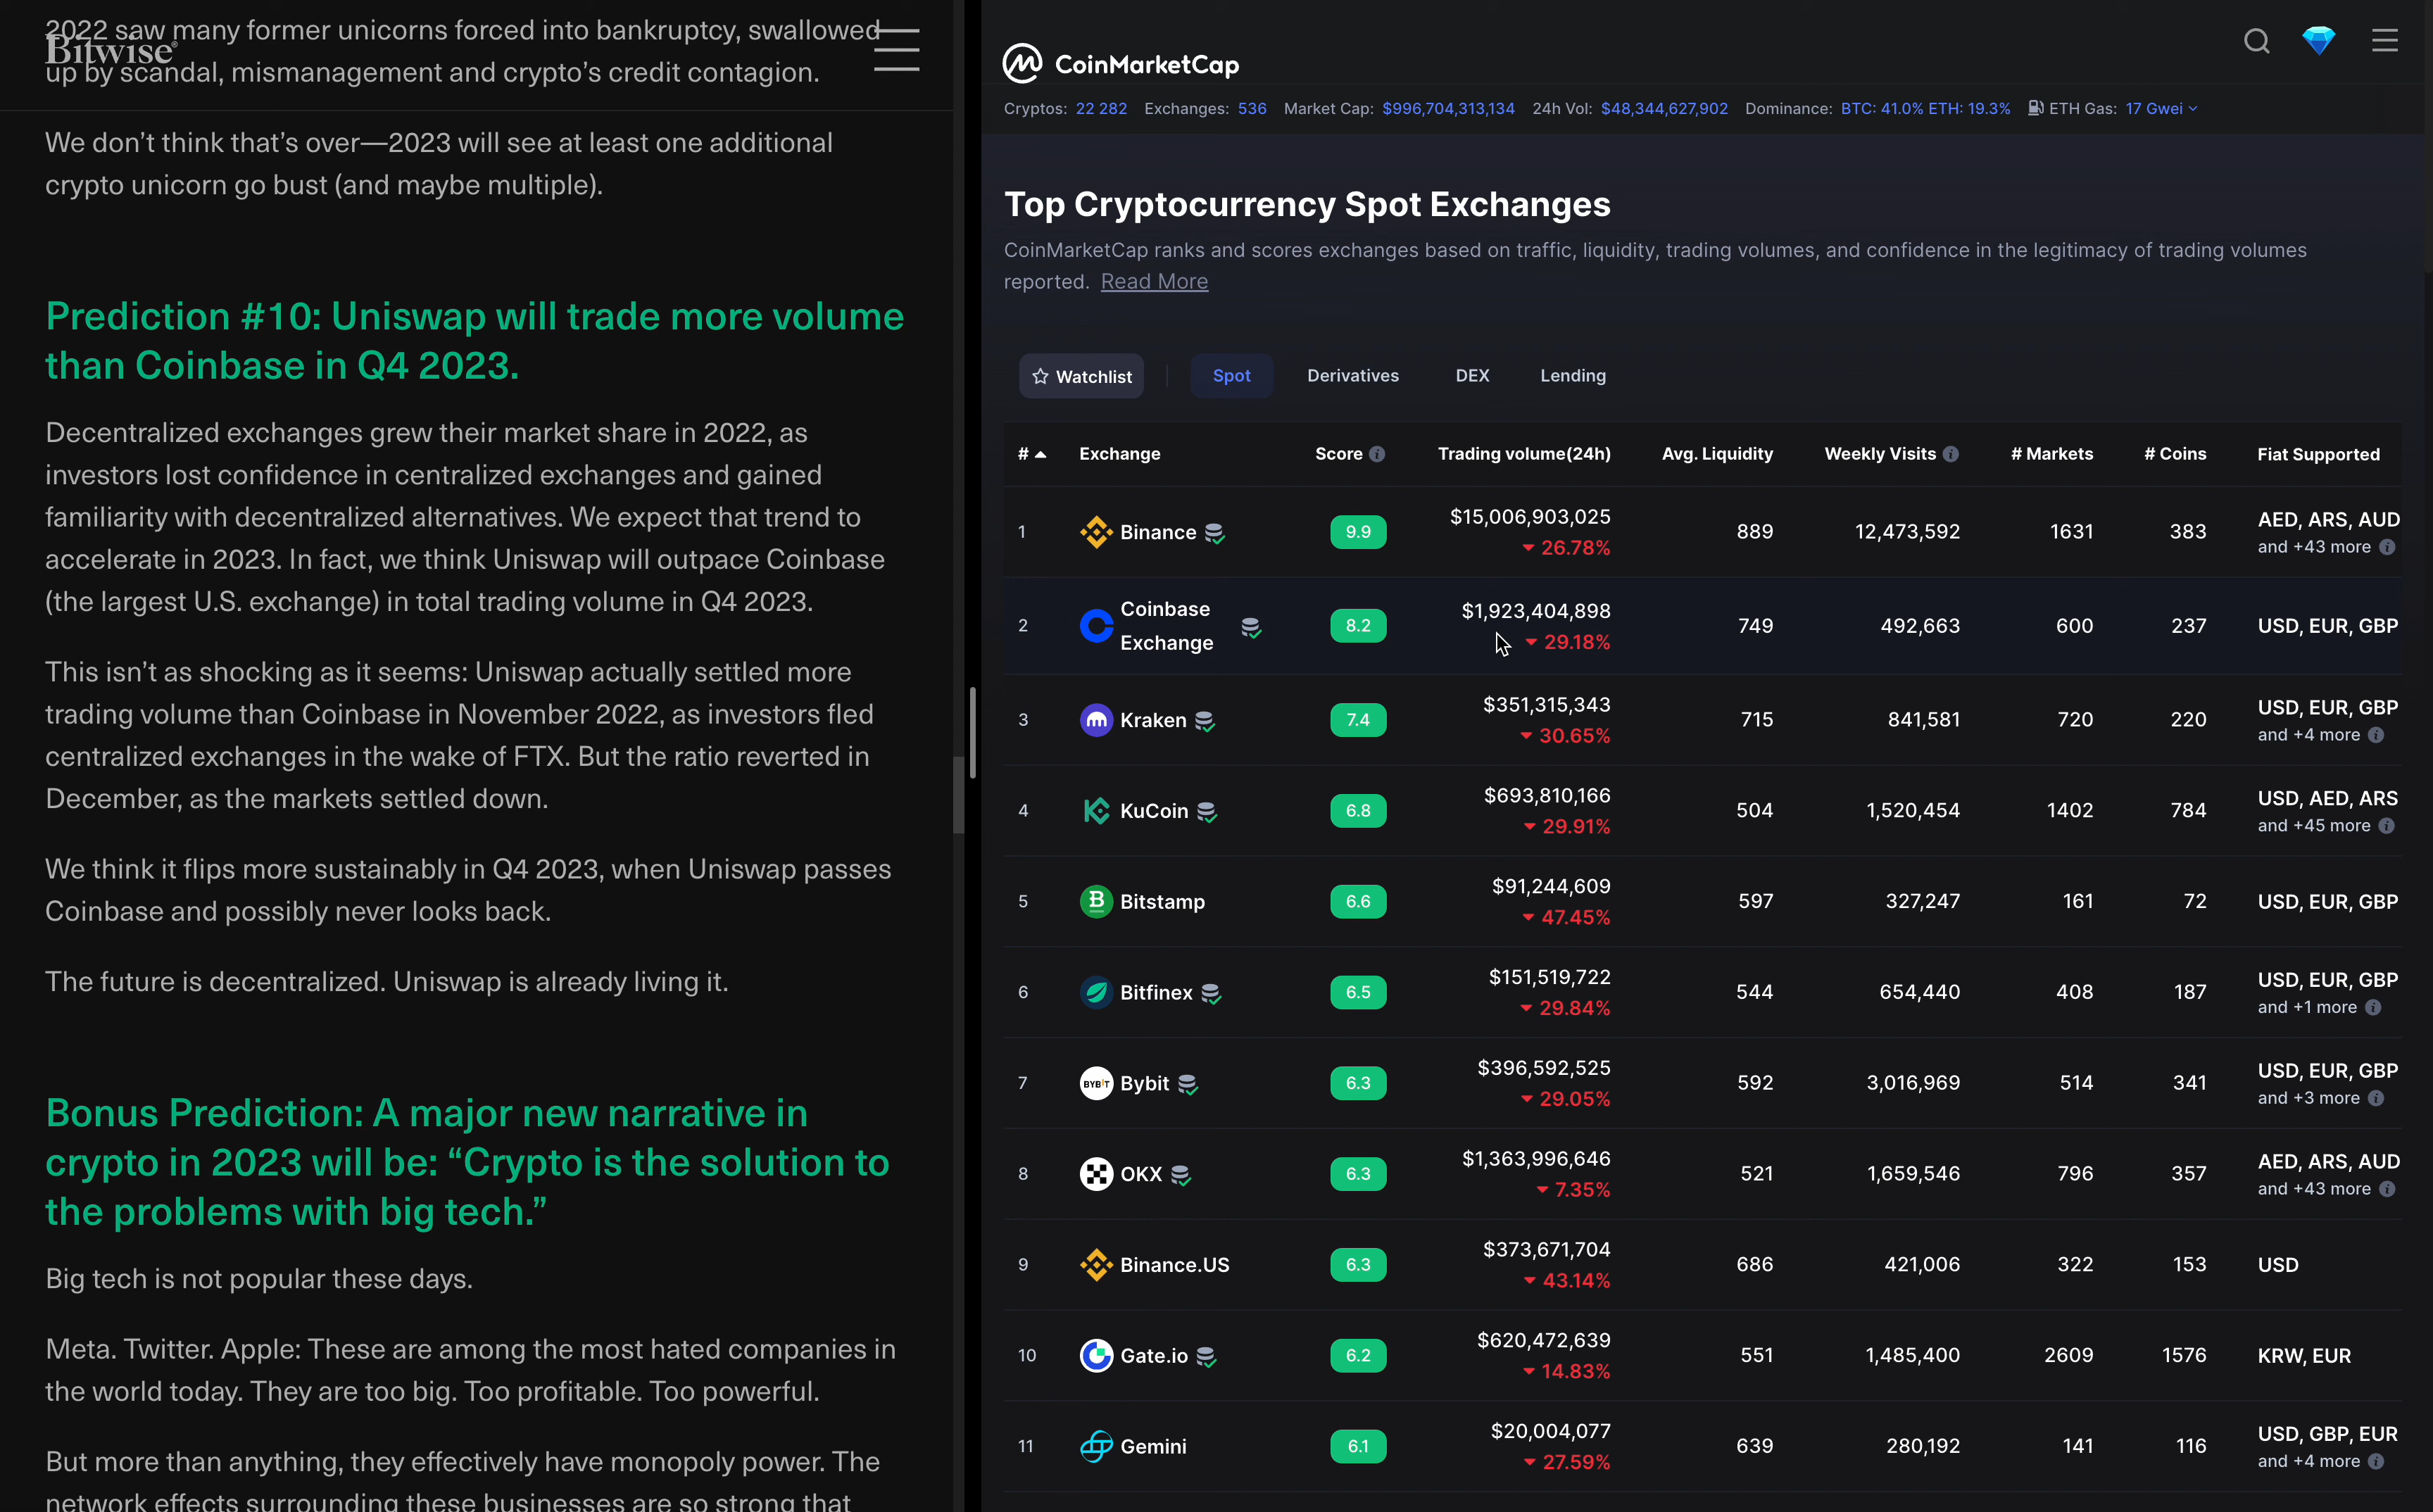 2022 saw many former unicorns forced into bankruptcy, swallowed
Bitwise®
up by scandal, mismanagement and crypto’s credit contagion.
We don’t think that’s over—2023 will see at least one additional
crypto unicorn go bust (and maybe multiple).
Prediction #10: Uniswap will trade more volume
than Coinbase in Q4 2023.
Decentralized exchanges grew their market share in 2022, as
investors lost confidence in centralized exchanges and gained
familiarity with decentralized alternatives. We expect that trend to
accelerate in 2023. In fact, we think Uniswap will outpace Coinbase
(the largest U.S. exchange) in total trading volume in Q4 2023.
This isn’t as shocking as it seems: Uniswap actually settled more
trading volume than Coinbase in November 2022, as investors fled
centralized exchanges in the wake of FTX. But the ratio reverted in
December, as the markets settled down.
We think it flips more sustainably in Q4 2023, when Uniswap passes
Coinbase and possibly never looks back.
The future is decentralized. Uniswap is already living it.
Bonus Prediction: A major new narrative in
crypto in 2023 will be: “Crypto is the solution to
the problems with big tech.”
Big tech is not popular these days.
Meta. Twitter. Apple: These are among the most hated companies in
the world today. They are too big. Too profitable. Too powerful.
But more than anything, they effectively have monopoly power. The
network effects surrounding these businesses are so strong that
CoinMarketCap
Cryptos: 22 282 Exchanges: 536 Market Cap: $996,704,313,134 24h Vol: $48,344,627,902 Dominance: BTC: 41.0% ETH: 19.3% ETH Gas: 17 Gwei
Top Cryptocurrency Spot Exchanges
CoinMarketCap ranks and scores exchanges based on traffic, liquidity, trading volumes, and confidence in the legitimacy of trading volumes
reported. Read More
Watchlist Spot Derivatives DEX Lending
# Exchange Score Trading volume(24h) Avg. Liquidity Weekly Visits # Markets # Coins Fiat Supported
1 Binance 9.9 $15,006,903,025 889 12,473,592 1631 383 AED, ARS, AUD
26.78% and +43 more
2 Coinbase Exchange 8.2 $1,923,404,898 749 492,663 600 237 USD, EUR, GBP
29.18%
3 Kraken 7.4 $351,315,343 715 841,581 720 220 USD, EUR, GBP
30.65% and +4 more
4 KuCoin 6.8 $693,810,166 504 1,520,454 1402 784 USD, AED, ARS
29.91% and +45 more
5 Bitstamp 6.6 $91,244,609 597 327,247 161 72 USD, EUR, GBP
47.45%
6 Bitfinex 6.5 $151,519,722 544 654,440 408 187 USD, EUR, GBP
29.84% and +1 more
7 BYBIT Bybit 6.3 $396,592,525 592 3,016,969 514 341 USD, EUR, GBP
29.05% and +3 more
8 OKX 6.3 $1,363,996,646 521 1,659,546 796 357 AED, ARS, AUD
7.35% and +43 more
9 Binance.US 6.3 $373,671,704 686 421,006 322 153 USD
43.14%
10 Gate.io 6.2 $620,472,639 551 1,485,400 2609 1576 KRW, EUR
14.83%
11 Gemini 6.1 $20,004,077 639 280,192 141 116 USD, GBP, EUR
27.59% and +4 more